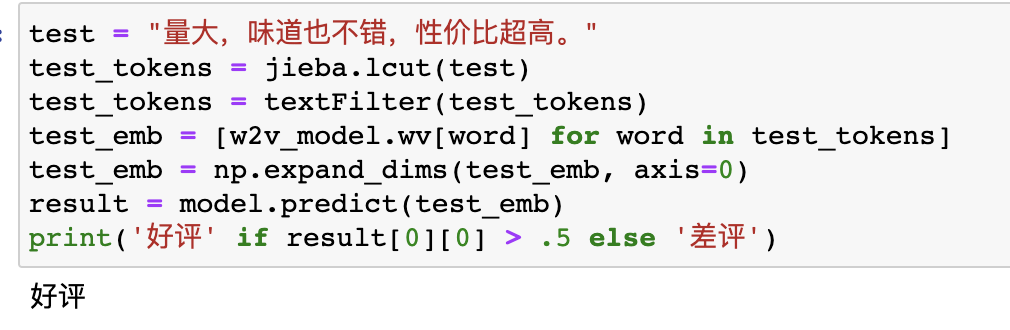 test = "量大，味道也不错，性价比超高。"
test_tokens = jieba.lcut(test)
test_tokens = textFilter(test_tokens)
test_emb = [w2v_model.wv[word] for word in test_tokens]
test_emb = np.expand_dims(test_emb, axis=0)
result = model.predict(test_emb)
print('好评' if result[0][0] > .5 else '差评')
好评